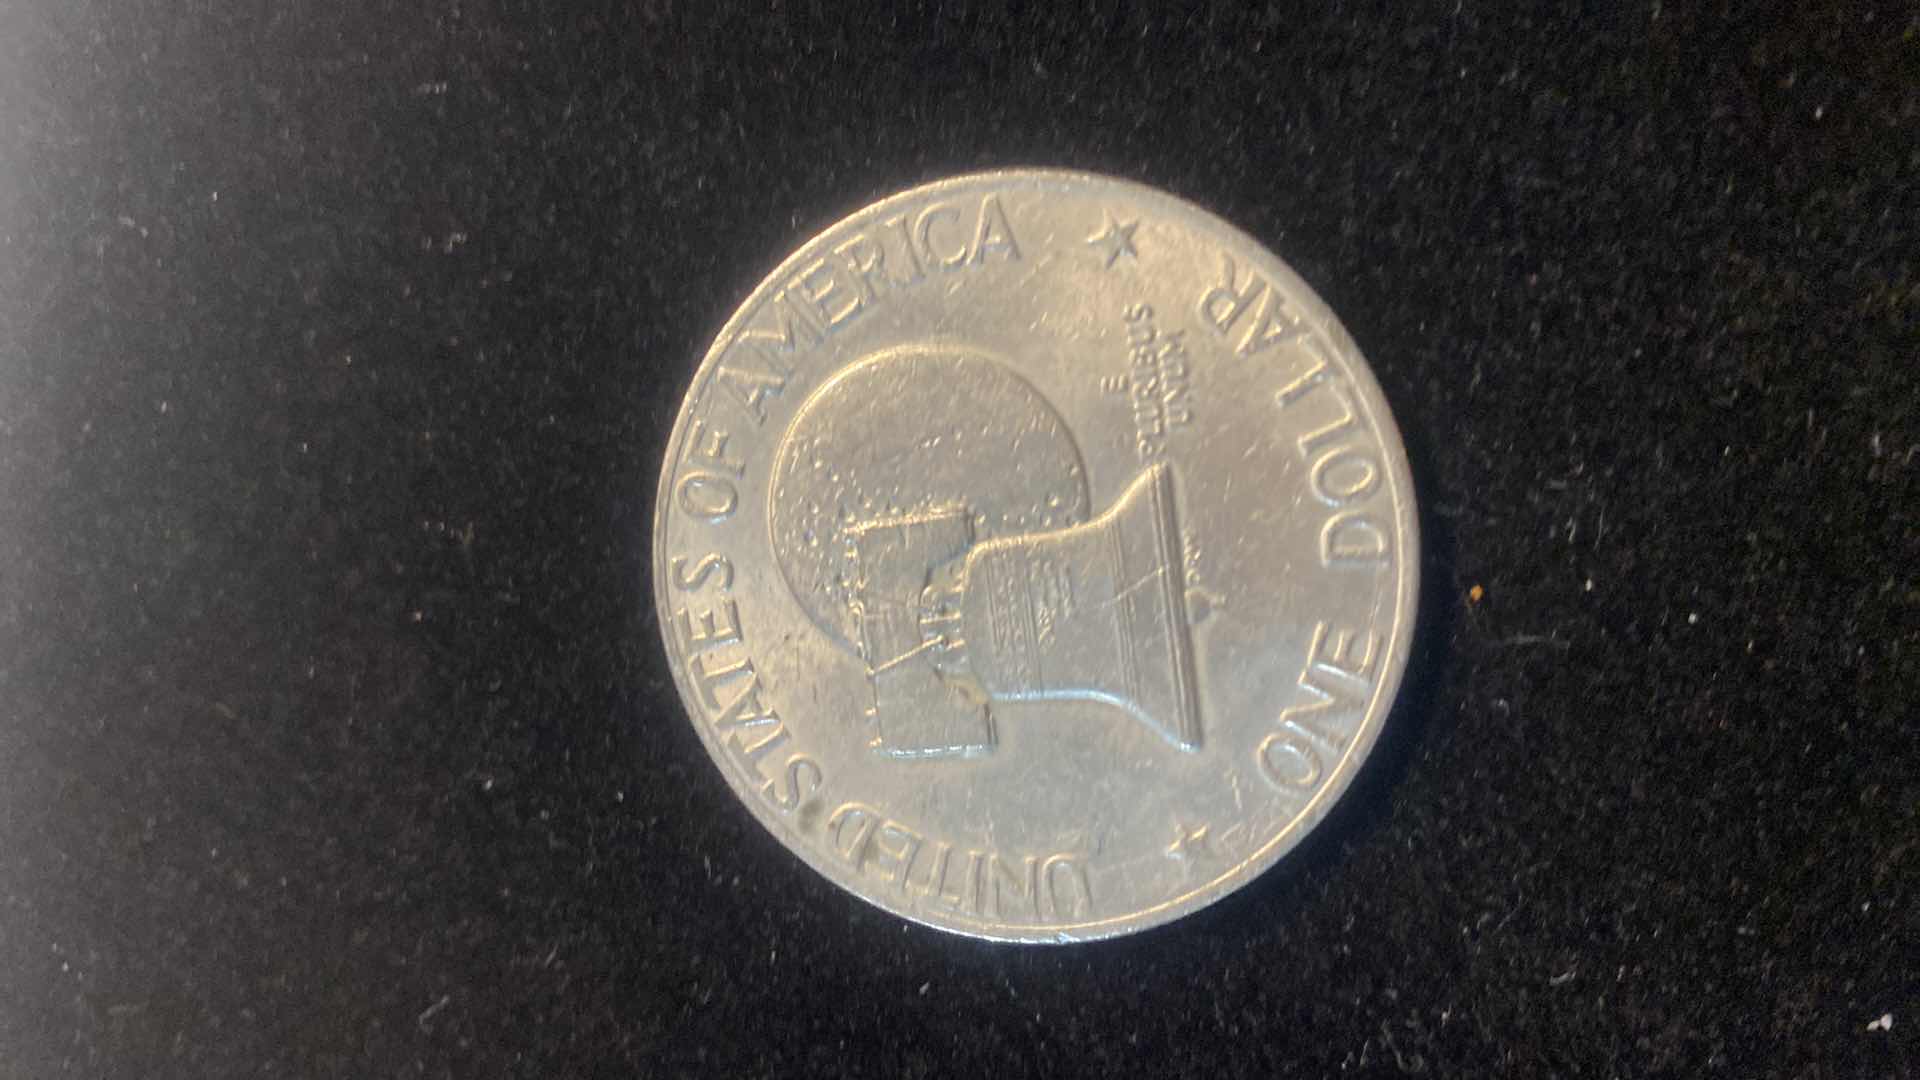 UNITED STATES OF AMERICA
E
PLURIBUS
UNUM
ONE DOLLAR